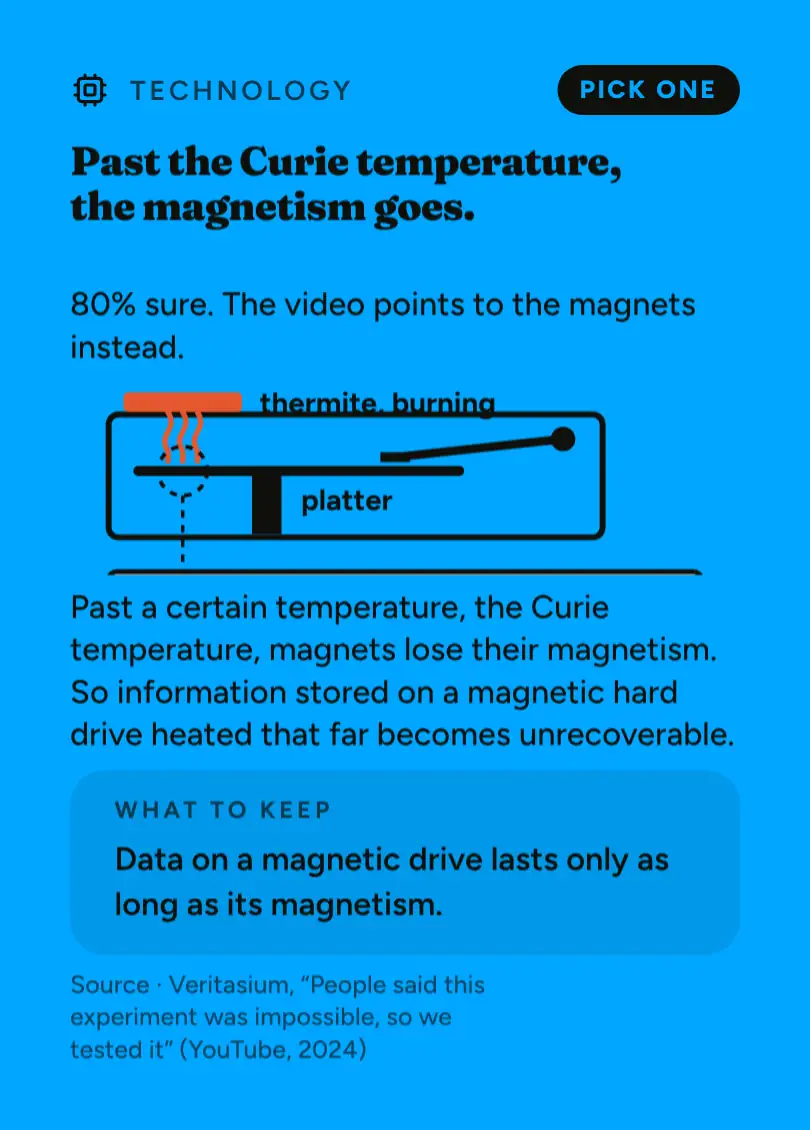 TECHNOLOGY
PICK ONE
Past the Curie temperature,
the magnetism goes.
80% sure. The video points to the magnets
instead.
thermite, burning
platter
Past a certain temperature, the Curie
temperature, magnets lose their magnetism.
So information stored on a magnetic hard
drive heated that far becomes unrecoverable.
WHAT TO KEEP
Data on a magnetic drive lasts only as
long as its magnetism.
Source · Veritasium, “People said this
experiment was impossible, so we
tested it” (YouTube, 2024)